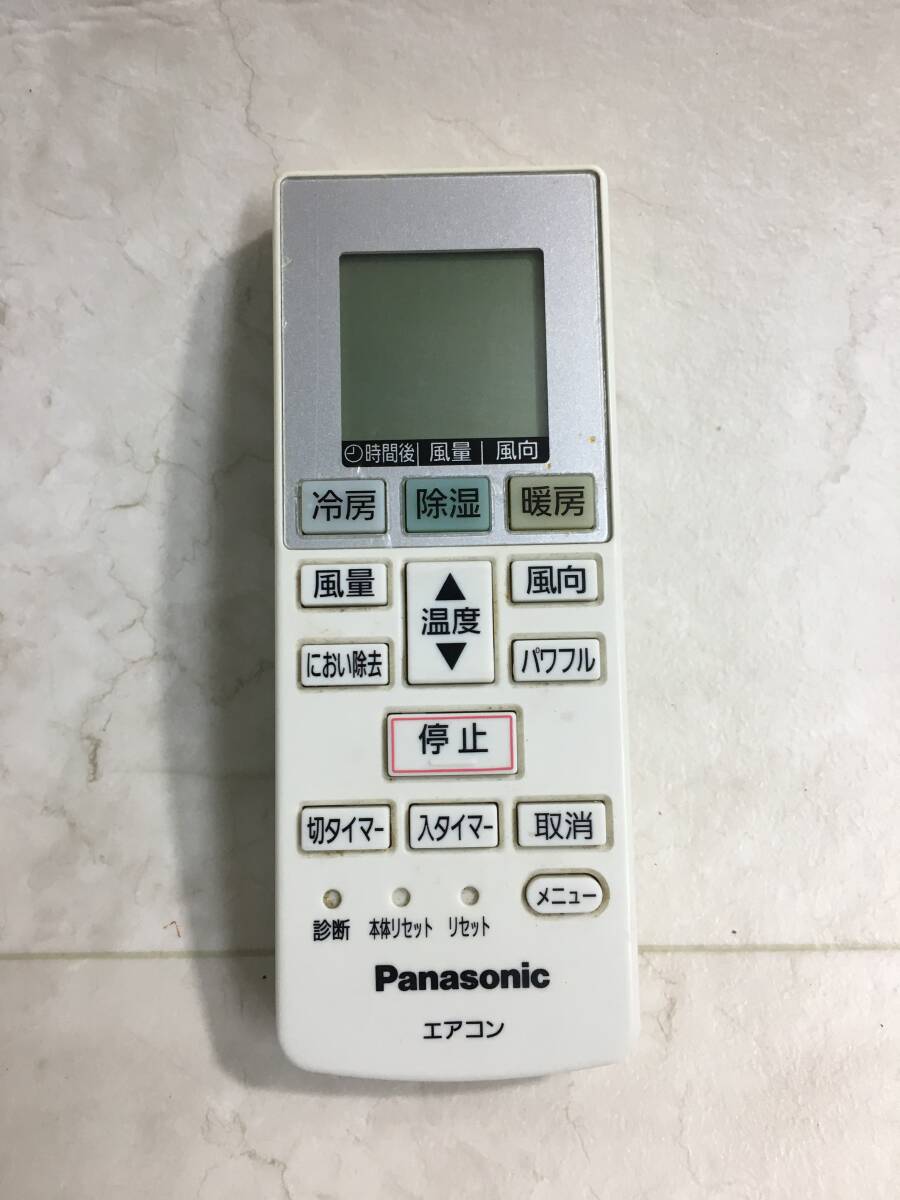 時間後 風量 風向
冷房 除湿 暖房
風量 ▲ 風向
温度
におい除去 ▼ パワフル
停止
切タイマー 入タイマー 取消
メニュー
診断 本体リセット リセット
Panasonic
エアコン